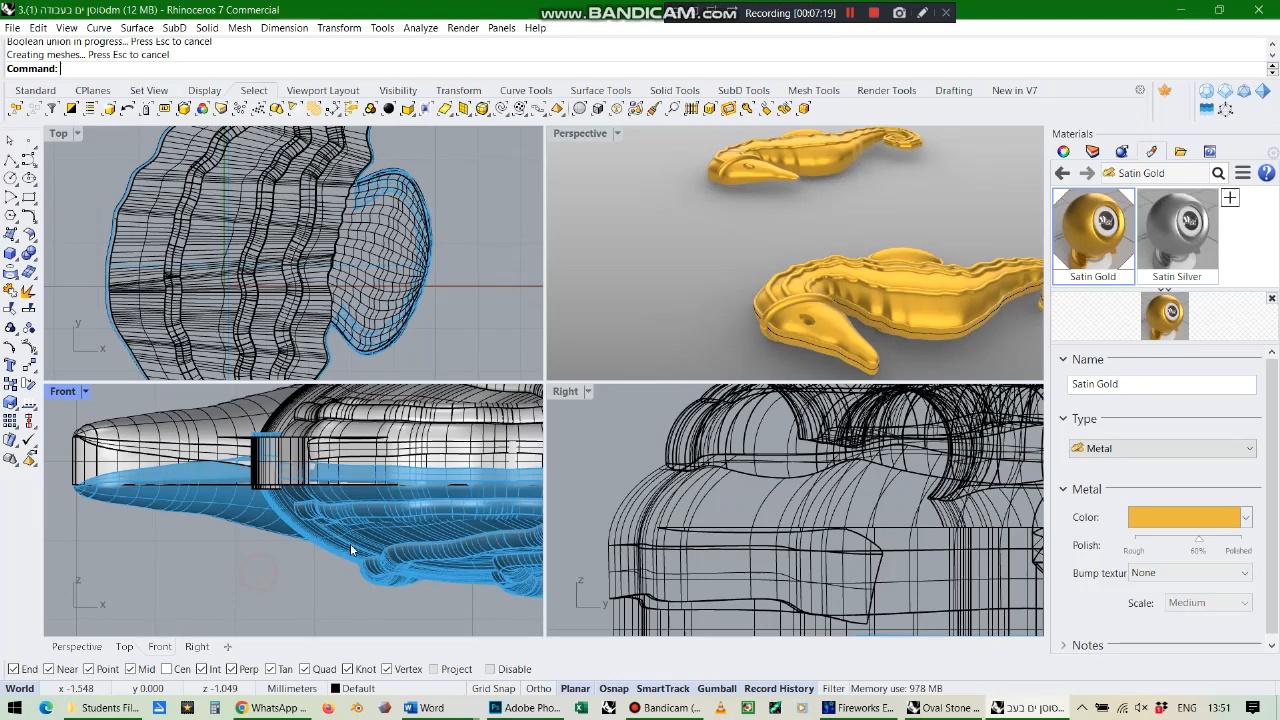 3.(1) סוסון ים בעבודה (12 MB) - Rhinoceros 7 Commercial
www.BANDICAM.com
Recording [00:07:19]
File Edit View Curve Surface SubD Solid Mesh Dimension Transform Tools Analyze Render Panels Help
Boolean union in progress... Press Esc to cancel
Creating meshes... Press Esc to cancel
Command:
Standard CPlanes Set View Display Select Viewport Layout Visibility Transform Curve Tools Surface Tools Solid Tools SubD Tools Mesh Tools Render Tools Drafting New in V7
Top
Perspective
Materials
Satin Gold
Satin Gold Satin Silver
y
x
Name
Satin Gold
Front
Right
Type
Metal
Metal
Color:
Polish:
Rough 60% Polished
Bump textur None
Scale: Medium
z
x
z
y
Notes
Perspective Top Front Right
End Near Point Mid Cen Int Perp Tan Quad Knot Vertex Project Disable
World x -1.548 y 0.000 z -1.049 Millimeters Default Grid Snap Ortho Planar Osnap SmartTrack Gumball Record History Filter Memory use: 978 MB
Students Fil... WhatsApp ... Word Adobe Pho... Bandicam (... Fireworks E... Oval Stone ... ENG 13:51